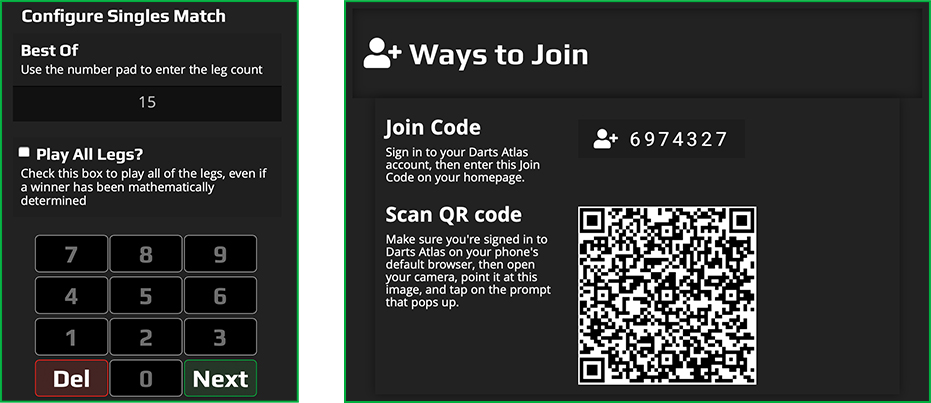 Configure Singles Match
Best Of
Use the number pad to enter the leg count
15
Play All Legs?
Check this box to play all of the legs, even if
a winner has been mathematically
determined
7 8 9
4 5 6
1 2 3
Del 0 Next
Ways to Join
Join Code
Sign in to your Darts Atlas
account, then enter this Join
Code on your homepage.
6974327
Scan QR code
Make sure you're signed in to
Darts Atlas on your phone's
default browser, then open
your camera, point it at this
image, and tap on the prompt
that pops up.